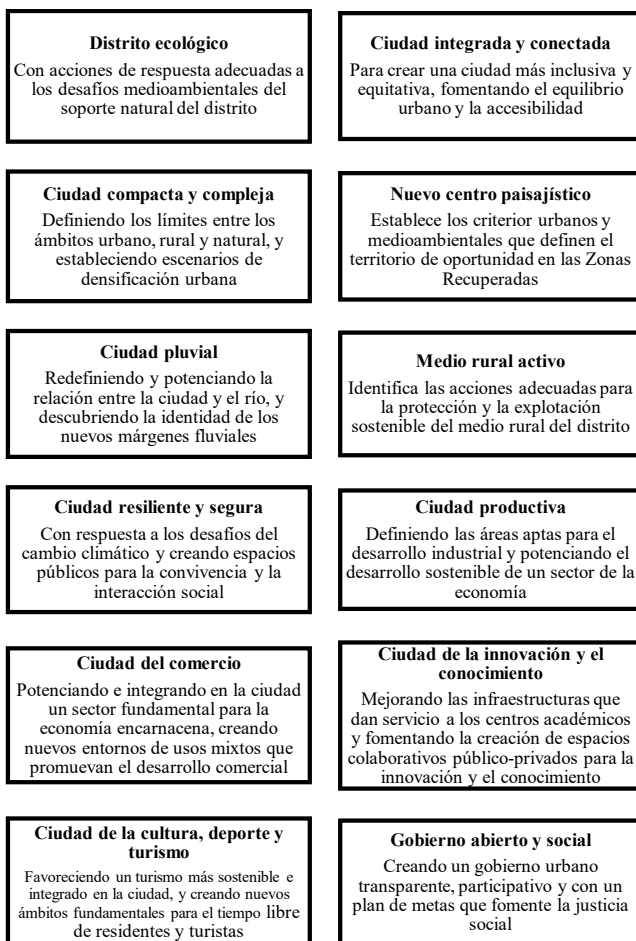 Distrito ecológico
Con acciones de respuesta adecuadas a
los desafíos medioambientales del
soporte natural del distrito
Ciudad integrada y conectada
Para crear una ciudad más inclusiva y
equitativa, fomentando el equilibrio
urbano y la accesibilidad
Ciudad compacta y compleja
Definiendo los límites entre los
ámbitos urbano, rural y natural, y
estableciendo escenarios de
densificación urbana
Nuevo centro paisajístico
Establece los criterior urbanos y
medioambientales que definen el
territorio de oportunidad en las Zonas
Recuperadas
Ciudad pluvial
Redefiniendo y potenciando la
relación entre la ciudad y el río, y
descubriendo la identidad de los
nuevos márgenes fluviales
Medio rural activo
Identifica las acciones adecuadas para
la protección y la explotación
sostenible del medio rural del distrito
Ciudad resiliente y segura
Con respuesta a los desafíos del
cambio climático y creando espacios
públicos para la convivencia y la
interacción social
Ciudad productiva
Definiendo las áreas aptas para el
desarrollo industrial y potenciando el
desarrollo sostenible de un sector de la
economía
Ciudad del comercio
Potenciando e integrando en la ciudad
un sector fundamental para la
economía encarnacena, creando
nuevos entornos de usos mixtos que
promuevan el desarrollo comercial
Ciudad de la innovación y el
conocimiento
Mejorando las infraestructuras que
dan servicio a los centros académicos
y fomentando la creación de espacios
colaborativos público-privados para la
innovación y el conocimiento
Ciudad de la cultura, deporte y
turismo
Favoreciendo un turismo más sostenible e
integrado en la ciudad, y creando nuevos
ámbitos fundamentales para el tiempo libre
de residentes y turistas
Gobierno abierto y social
Creando un gobierno urbano
transparente, participativo y con un
plan de metas que fomente la justicia
social